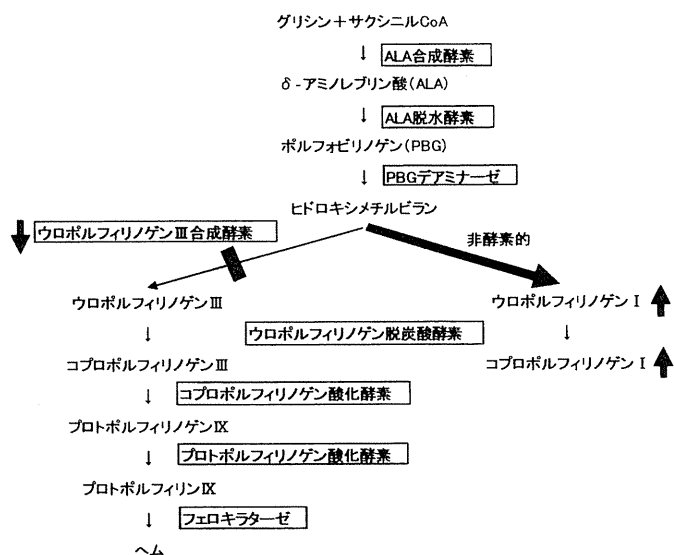 グリシン＋サクシニルCoA
↓ ALA合成酵素
δ-アミノレブリン酸(ALA)
↓ ALA脱水酵素
ポルフォビリノゲン(PBG)
↓ PBGデアミナーゼ
ヒドロキシメチルビラン
ウロポルフィリノゲンⅢ合成酵素
非酵素的
ウロポルフィリノゲンⅢ
ウロポルフィリノゲンⅠ
↓ ウロポルフィリノゲン脱炭酸酵素 ↓
コプロポルフィリノゲンⅢ
コプロポルフィリノゲンⅠ
↓ コプロポルフィリノゲン酸化酵素
プロトポルフィリノゲンⅨ
↓ プロトポルフィリノゲン酸化酵素
プロトポルフィリンⅨ
↓ フェロキラターゼ
ヘム